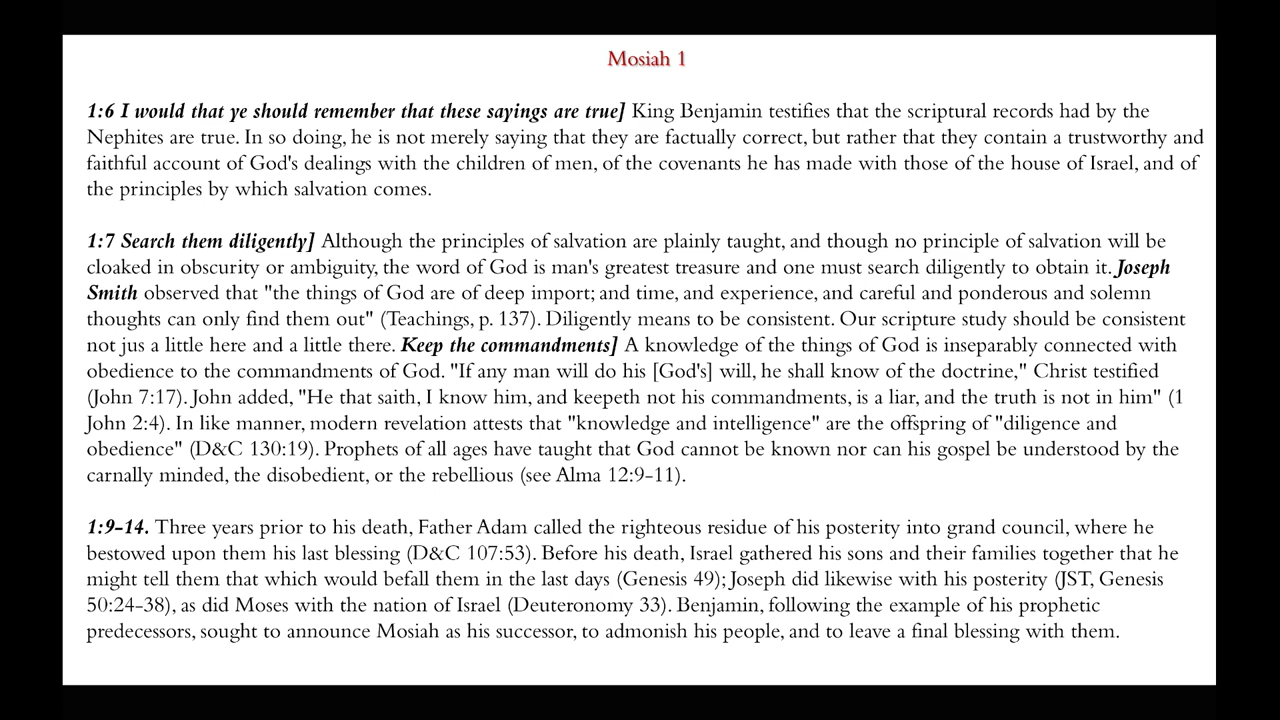 Mosiah 1
1:6 I would that ye should remember that these sayings are true] King Benjamin testifies that the scriptural records had by the
Nephites are true. In so doing, he is not merely saying that they are factually correct, but rather that they contain a trustworthy and
faithful account of God's dealings with the children of men, of the covenants he has made with those of the house of Israel, and of
the principles by which salvation comes.
1:7 Search them diligently] Although the principles of salvation are plainly taught, and though no principle of salvation will be
cloaked in obscurity or ambiguity, the word of God is man's greatest treasure and one must search diligently to obtain it. Joseph
Smith observed that "the things of God are of deep import; and time, and experience, and careful and ponderous and solemn
thoughts can only find them out" (Teachings, p. 137). Diligently means to be consistent. Our scripture study should be consistent
not jus a little here and a little there. Keep the commandments] A knowledge of the things of God is inseparably connected with
obedience to the commandments of God. "If any man will do his [God's] will, he shall know of the doctrine," Christ testified
(John 7:17). John added, "He that saith, I know him, and keepeth not his commandments, is a liar, and the truth is not in him" (1
John 2:4). In like manner, modern revelation attests that "knowledge and intelligence" are the offspring of "diligence and
obedience" (D&C 130:19). Prophets of all ages have taught that God cannot be known nor can his gospel be understood by the
carnally minded, the disobedient, or the rebellious (see Alma 12:9-11).
1:9-14. Three years prior to his death, Father Adam called the righteous residue of his posterity into grand council, where he
bestowed upon them his last blessing (D&C 107:53). Before his death, Israel gathered his sons and their families together that he
might tell them that which would befall them in the last days (Genesis 49); Joseph did likewise with his posterity (JST, Genesis
50:24-38), as did Moses with the nation of Israel (Deuteronomy 33). Benjamin, following the example of his prophetic
predecessors, sought to announce Mosiah as his successor, to admonish his people, and to leave a final blessing with them.